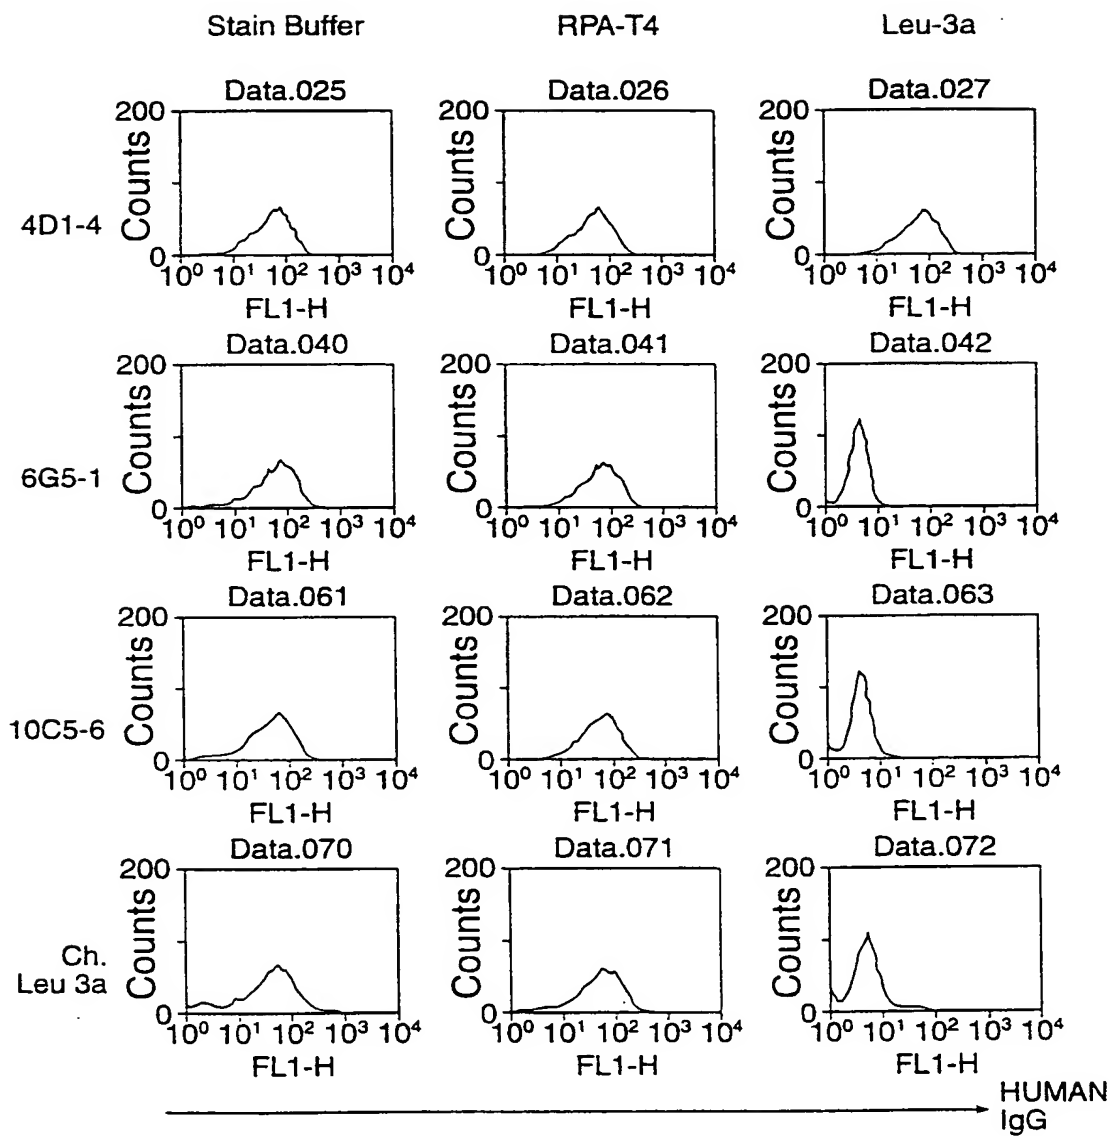 Stain Buffer RPA-T4 Leu-3a
Data.025 Data.026 Data.027
200 200 200
Counts Counts Counts
4D1-4
0 0 0
10⁰ 10¹ 10² 10³ 10⁴ 10⁰ 10¹ 10² 10³ 10⁴ 10⁰ 10¹ 10² 10³ 10⁴
FL1-H FL1-H FL1-H
Data.040 Data.041 Data.042
200 200 200
Counts Counts Counts
6G5-1
0 0 0
10⁰ 10¹ 10² 10³ 10⁴ 10⁰ 10¹ 10² 10³ 10⁴ 10⁰ 10¹ 10² 10³ 10⁴
FL1-H FL1-H FL1-H
Data.061 Data.062 Data.063
200 200 200
Counts Counts Counts
10C5-6
0 0 0
10⁰ 10¹ 10² 10³ 10⁴ 10⁰ 10¹ 10² 10³ 10⁴ 10⁰ 10¹ 10² 10³ 10⁴
FL1-H FL1-H FL1-H
Data.070 Data.071 Data.072
200 200 200
Counts Counts Counts
Ch.
Leu 3a
0 0 0
10⁰ 10¹ 10² 10³ 10⁴ 10⁰ 10¹ 10² 10³ 10⁴ 10⁰ 10¹ 10² 10³ 10⁴
FL1-H FL1-H FL1-H
HUMAN
IgG